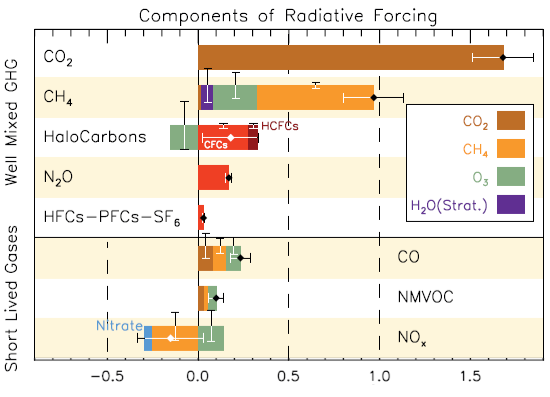 Components of Radiative Forcing
Well Mixed GHG
CO₂
CH₄
HaloCarbons
HCFCs
CFCs
N₂O
HFCs-PFCs-SF₆
CO₂
CH₄
O₃
H₂O(Strat.)
Short Lived Gases
CO
NMVOC
Nitrate
NOₓ
-0.5 0.0 0.5 1.0 1.5